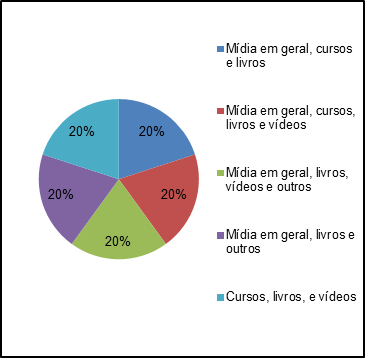 Mídia em geral, cursos
e livros
Mídia em geral, cursos,
livros e vídeos
Mídia em geral, livros,
vídeos e outros
Mídia em geral, livros e
outros
Cursos, livros, e vídeos
20%
20%
20%
20%
20%